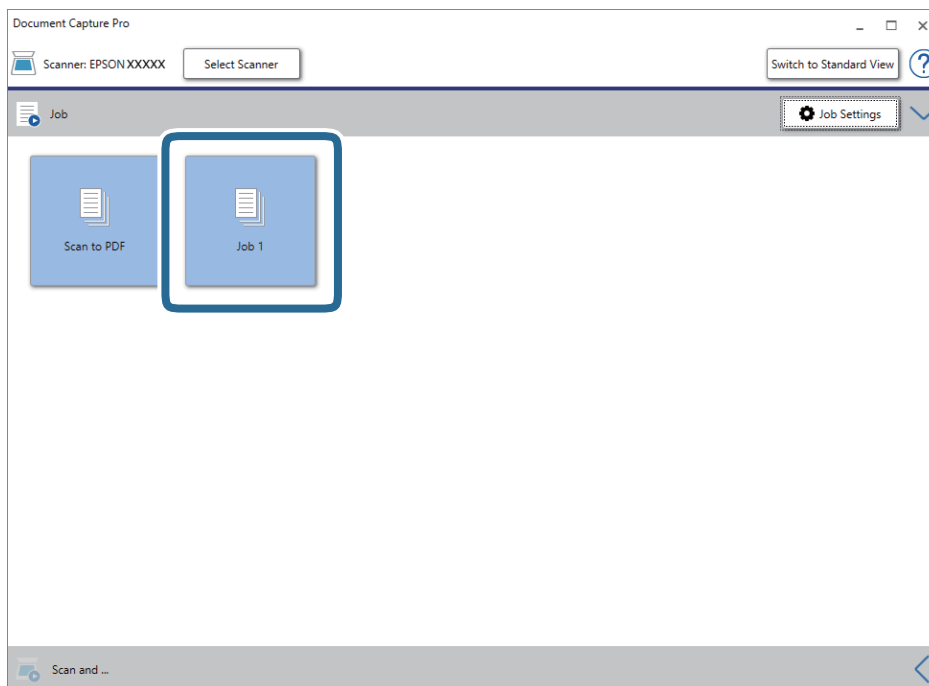 Document Capture Pro
Scanner: EPSON XXXXX
Select Scanner
Switch to Standard View
?
Job
Job Settings
Scan to PDF
Job 1
Scan and ...